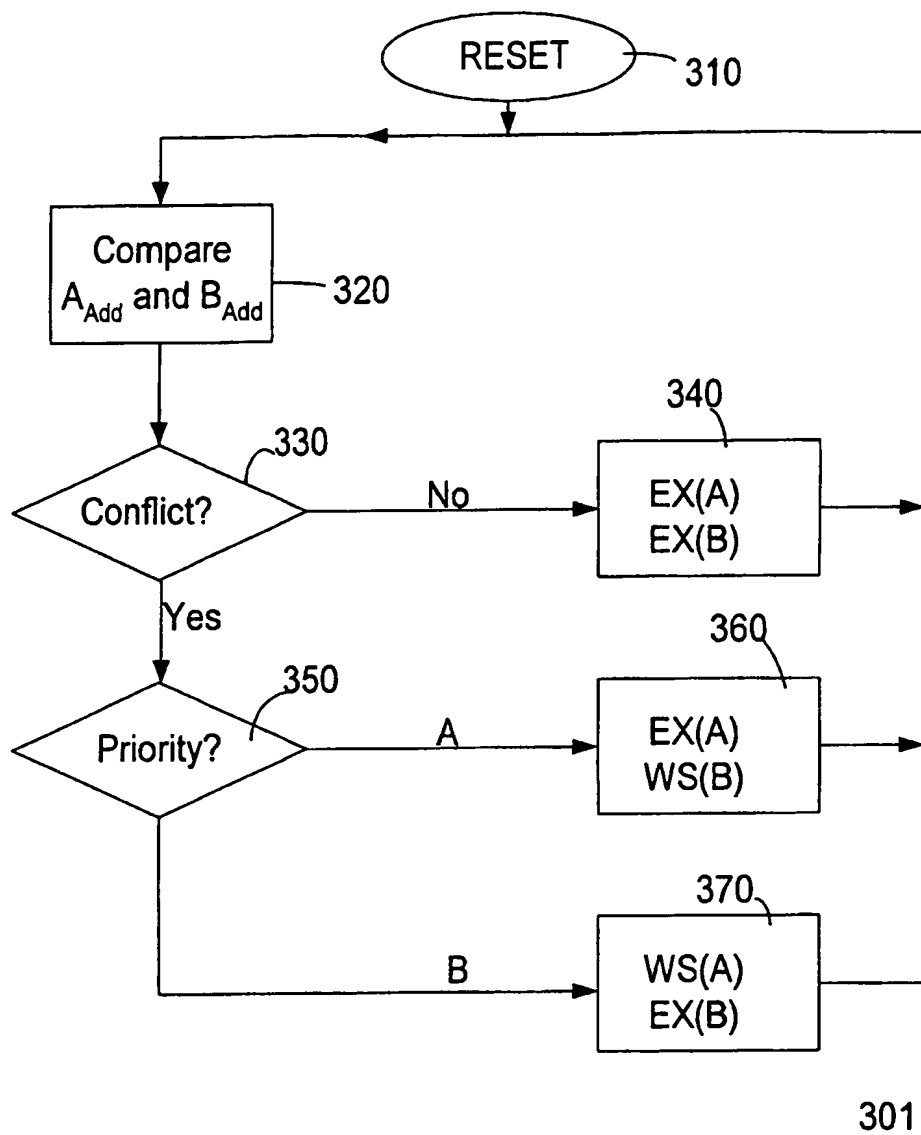 RESET
310
Compare
A_Add and B_Add
320
330
Conflict?
No
340
EX(A)
EX(B)
Yes
350
Priority?
A
360
EX(A)
WS(B)
B
370
WS(A)
EX(B)
301